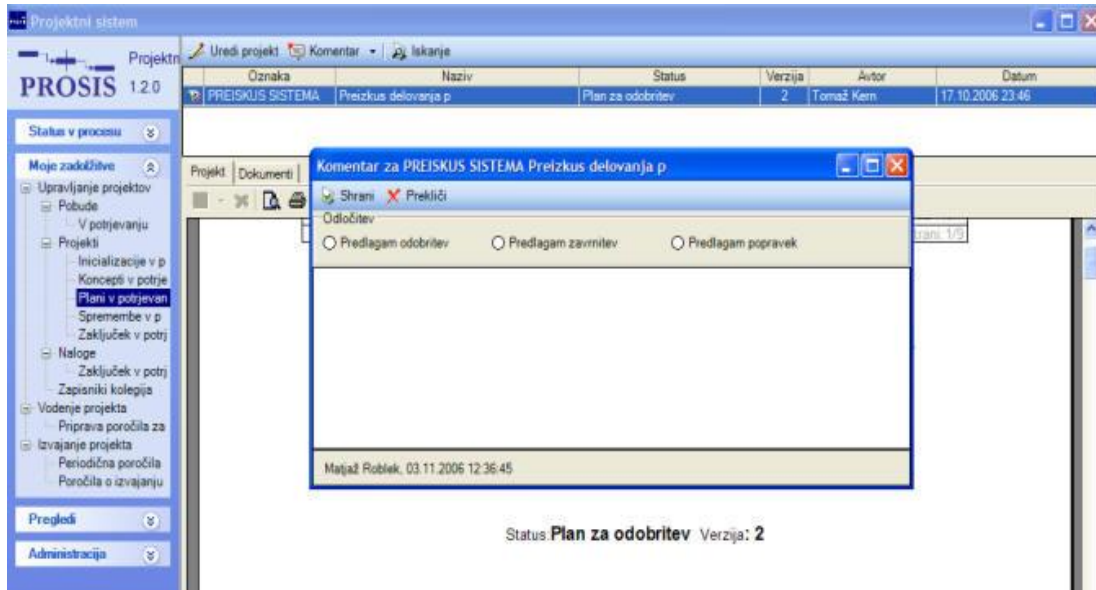 Projektni sistem
PROSIS Projektn 1.2.0
Uredi projekt Komentar Iskanje
Oznaka Naziv Status Verzija Avtor Datum
PREISKUS SISTEMA Preizkus delovanja p Plan za odobritev 2 Tomaž Kern 17.10.2006 23:46
Status v procesu
Moje zadolžitve
Upravljanje projektov
Pobude
V potrjevanju
Projekti
Inicializacije v p
Koncepti v potrje
Plani v potrjevan
Spremembe v p
Zaključek v potrj
Naloge
Zaključek v potrj
Zapisniki kolegija
Vodenje projekta
Priprava poročila za
Izvajanje projekta
Periodična poročila
Poročila o izvajanju
Pregledi
Administracija
Projekt Dokumenti
Komentar za PREISKUS SISTEMA Preizkus delovanja p
Shrani Prekliči
Odločitev
Predlagam odobritev Predlagam zavrnitev Predlagam popravek
Matjaž Roblek, 03.11.2006 12:36:45
trani: 1/9
Status: Plan za odobritev Verzija: 2